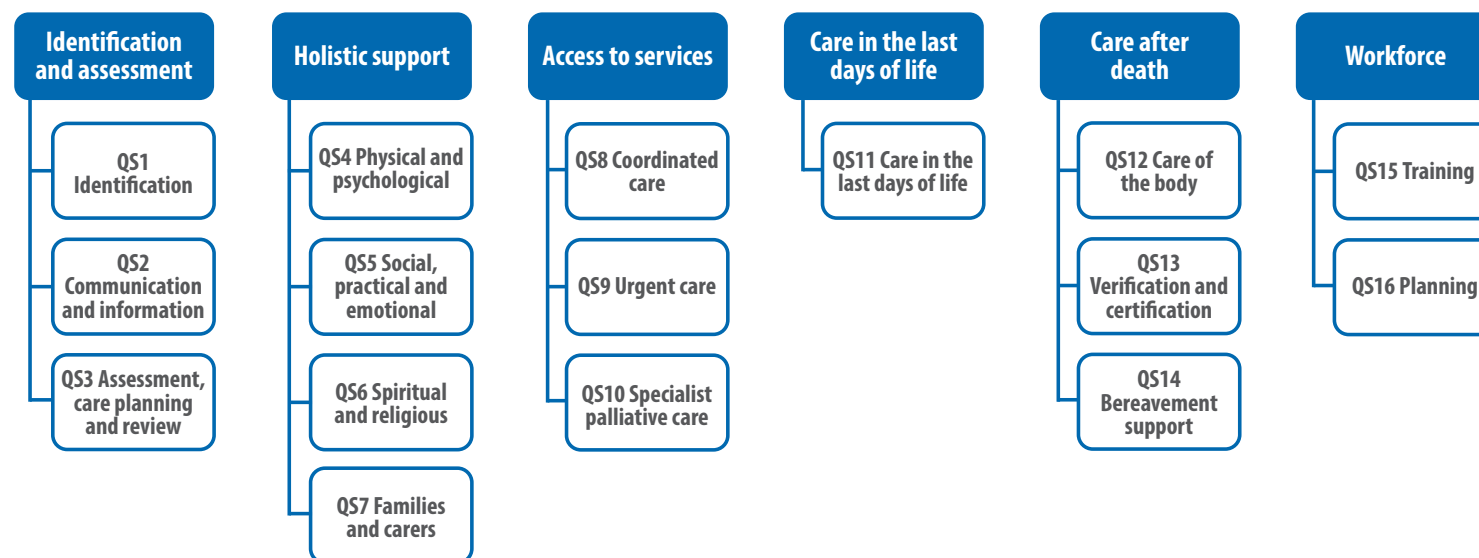 Identification
and assessment
QS1
Identification
QS2
Communication
and information
QS3 Assessment,
care planning
and review
Holistic support
QS4 Physical and
psychological
QS5 Social,
practical and
emotional
QS6 Spiritual
and religious
QS7 Families
and carers
Access to services
QS8 Coordinated
care
QS9 Urgent care
QS10 Specialist
palliative care
Care in the last
days of life
QS11 Care in the
last days of life
Care after
death
QS12 Care of
the body
QS13
Verification and
certification
QS14
Bereavement
support
Workforce
QS15 Training
QS16 Planning